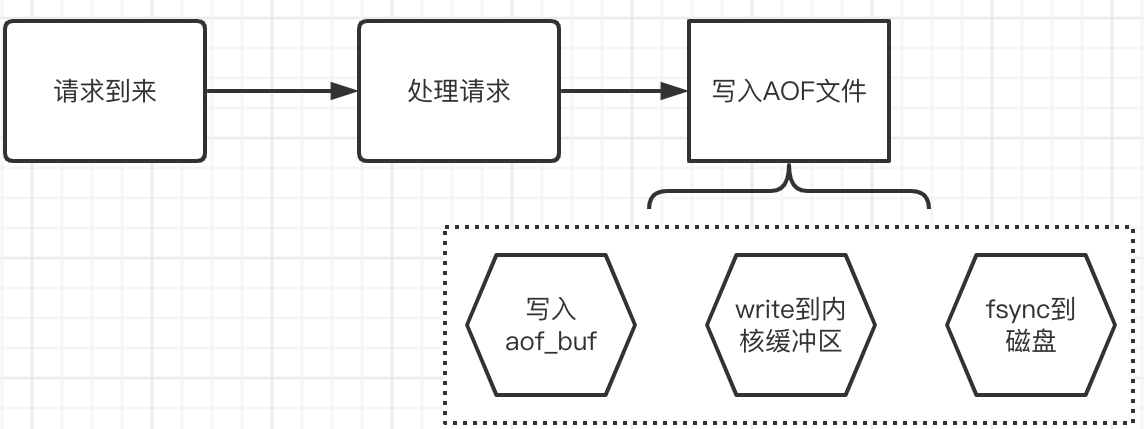 请求到来
处理请求
写入AOF文件
写入
aof_buf
write到内
核缓冲区
fsync到
磁盘